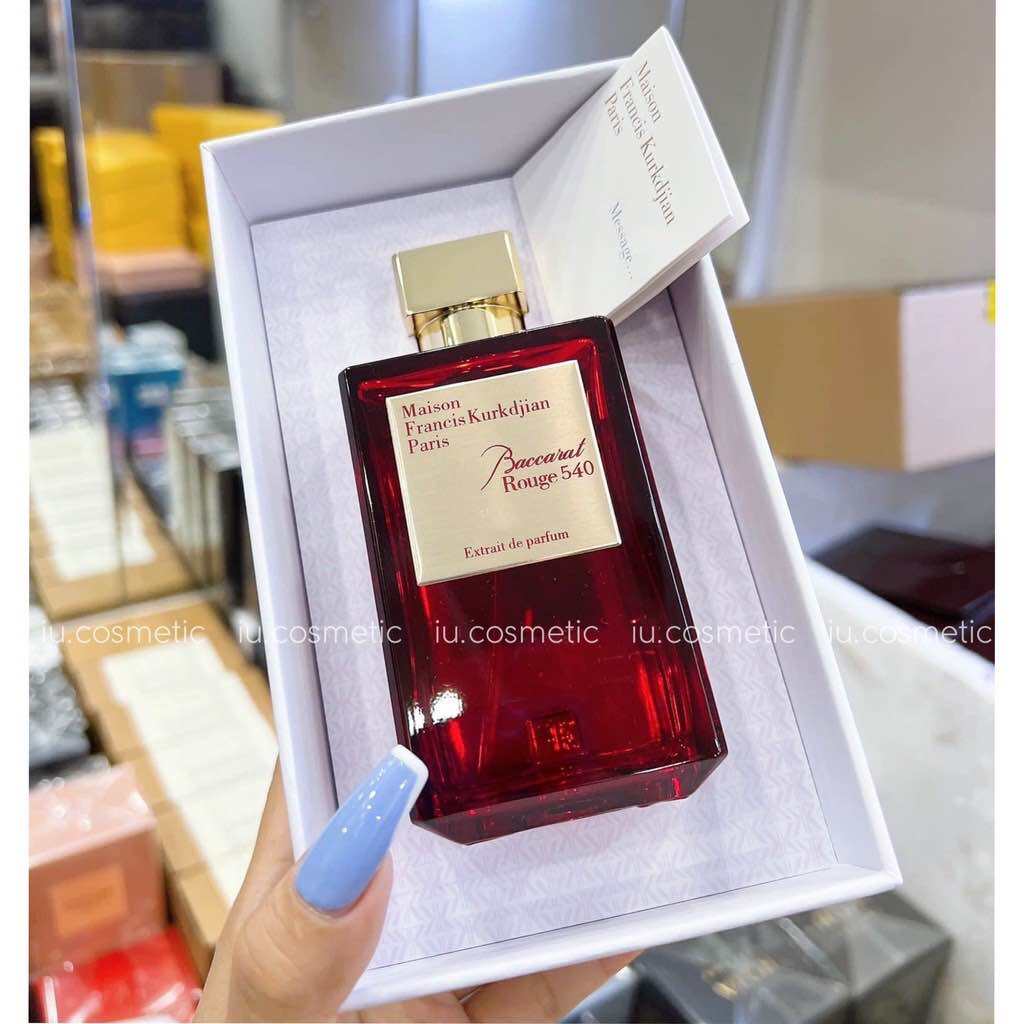 Maison
Francis Kurkdjian
Paris
Message...
Maison
Francis Kurkdjian
Paris
Baccarat
Rouge 540
Extrait de parfum
iu.cosmetic iu.cosmetic iu.cosmetic iu.cosmetic iu.cosmetic